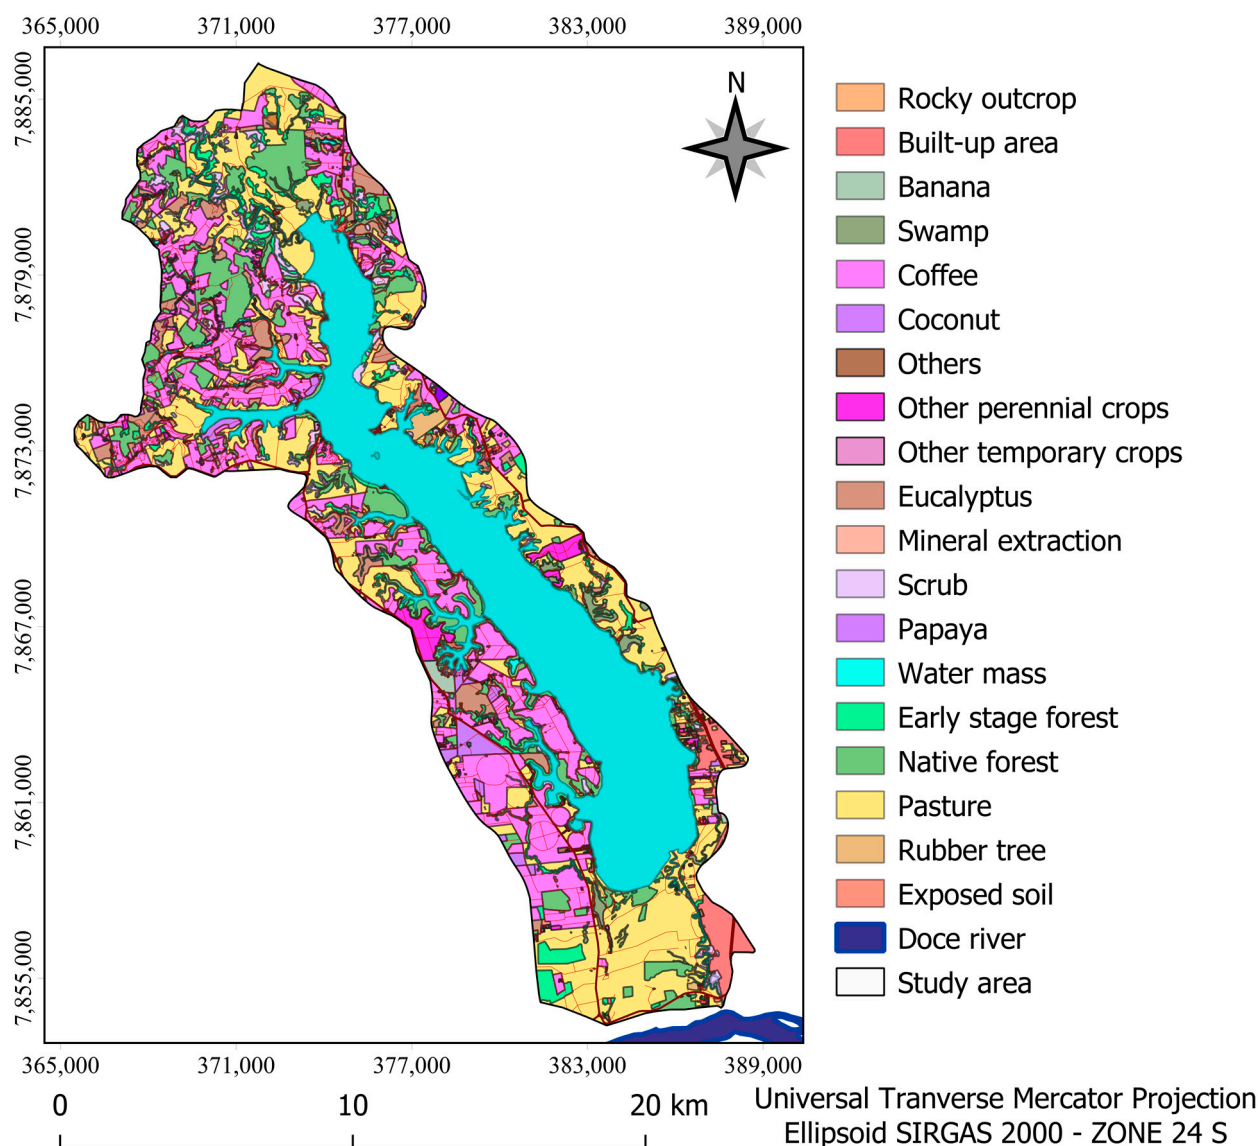 365,000 371,000 377,000 383,000 389,000
N
7,885,000
7,879,000
7,873,000
7,867,000
7,861,000
7,855,000
Rocky outcrop
Built-up area
Banana
Swamp
Coffee
Coconut
Others
Other perennial crops
Other temporary crops
Eucalyptus
Mineral extraction
Scrub
Papaya
Water mass
Early stage forest
Native forest
Pasture
Rubber tree
Exposed soil
Doce river
Study area
365,000 371,000 377,000 383,000 389,000
0 10 20 km
Universal Tranverse Mercator Projection
Ellipsoid SIRGAS 2000 - ZONE 24 S